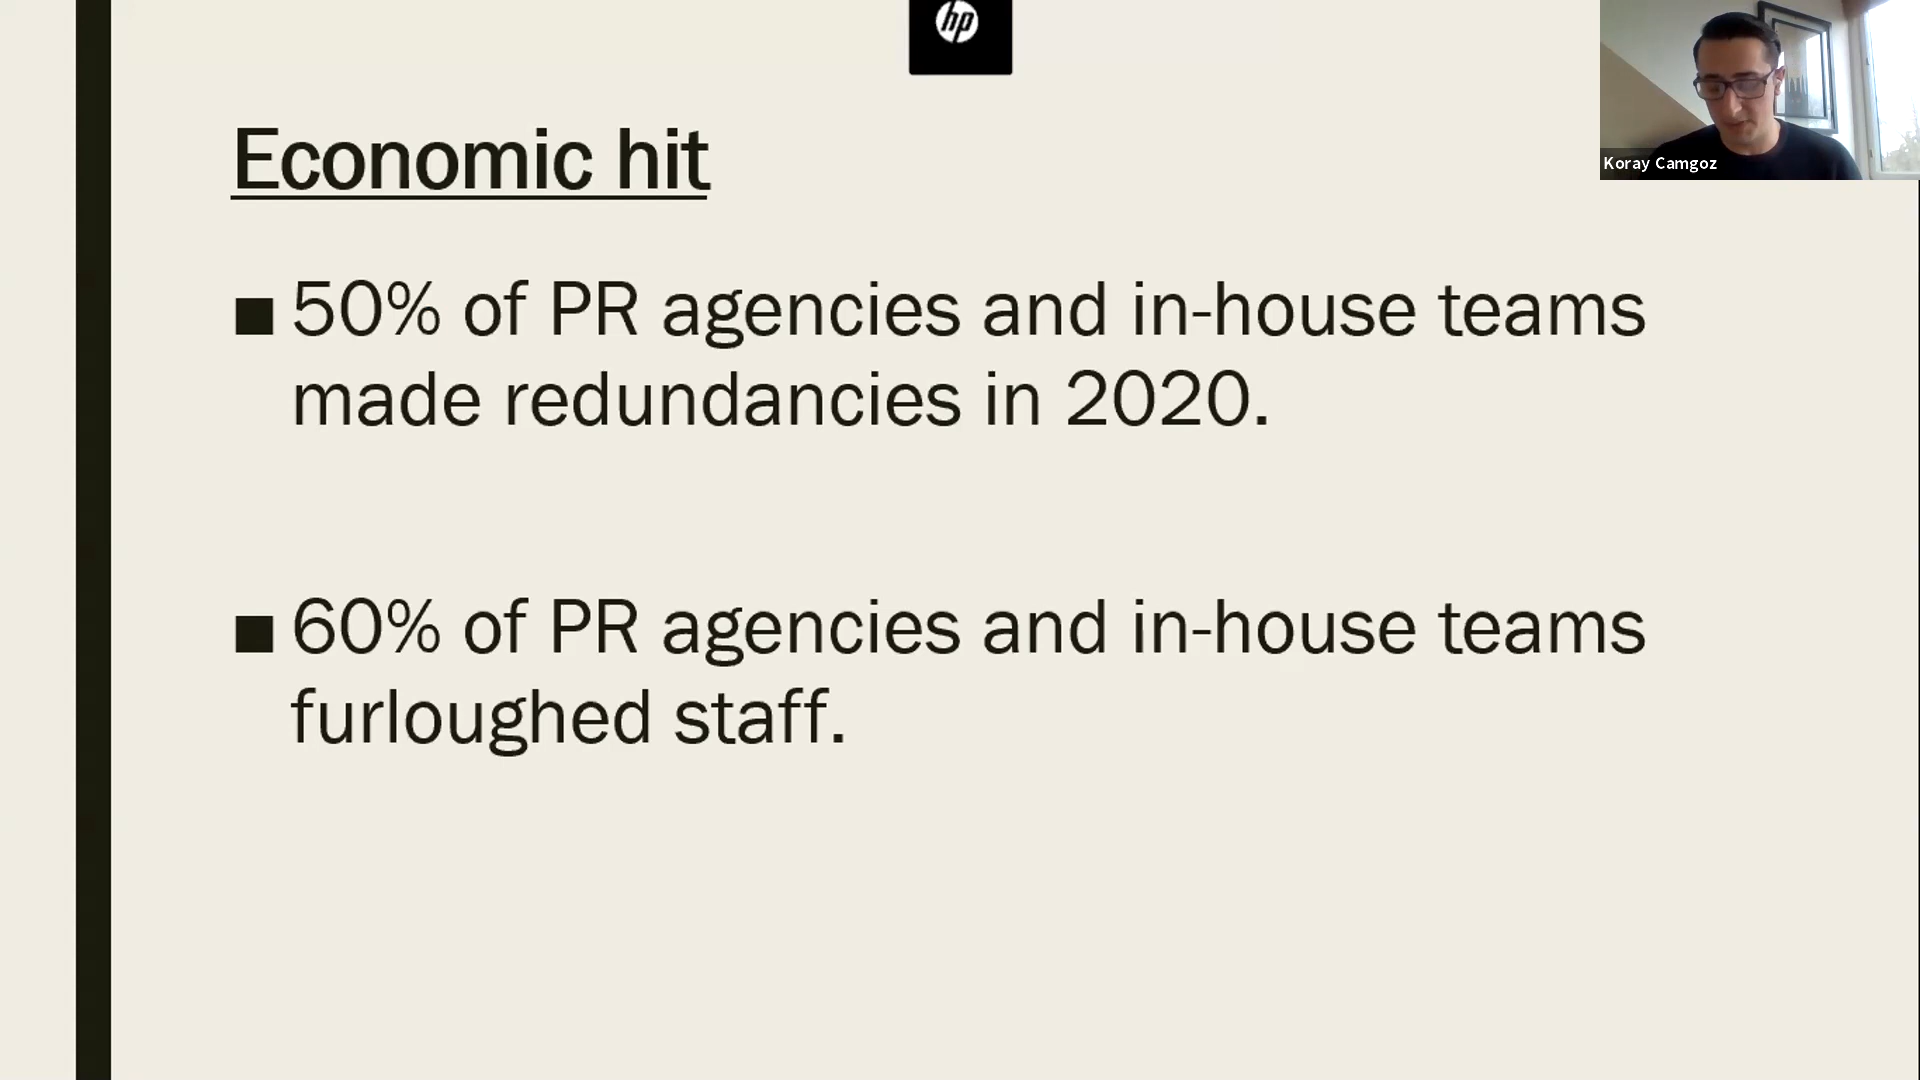 hp
Koray Camgoz
Economic hit
■ 50% of PR agencies and in-house teams
made redundancies in 2020.
■ 60% of PR agencies and in-house teams
furloughed staff.